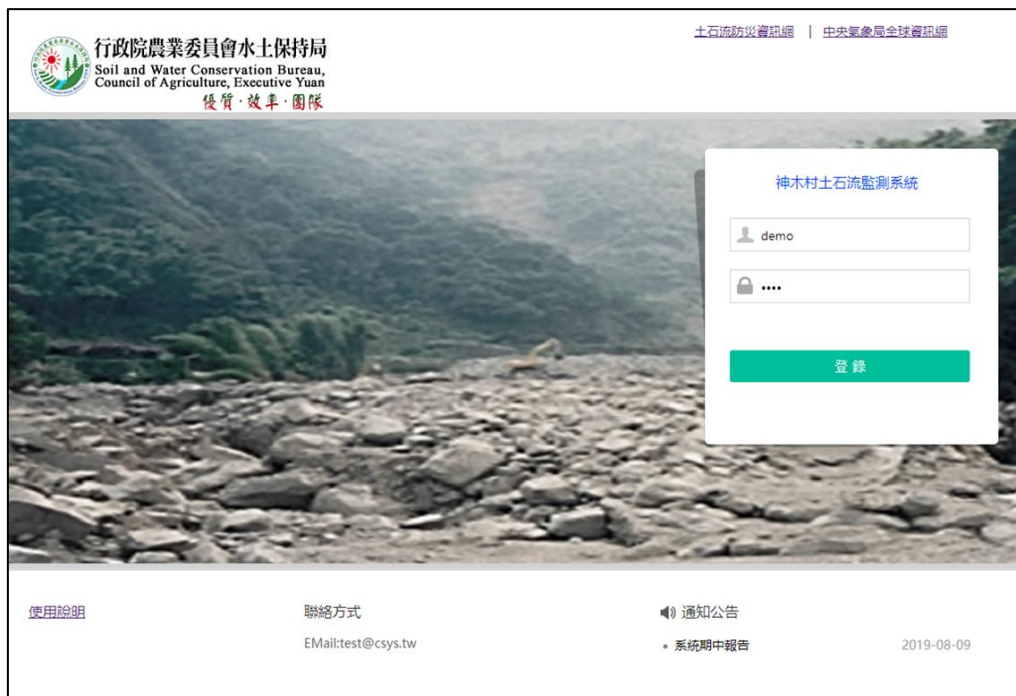 土石流防災資訊網 | 中央氣象局全球資訊網
行政院農業委員會水土保持局
Soil and Water Conservation Bureau,
Council of Agriculture, Executive Yuan
優質·效率·團隊
神木村土石流監測系統
demo
••••
登 錄
使用說明
聯絡方式
EMail:test@csys.tw
通知公告
• 系統期中報告 2019-08-09